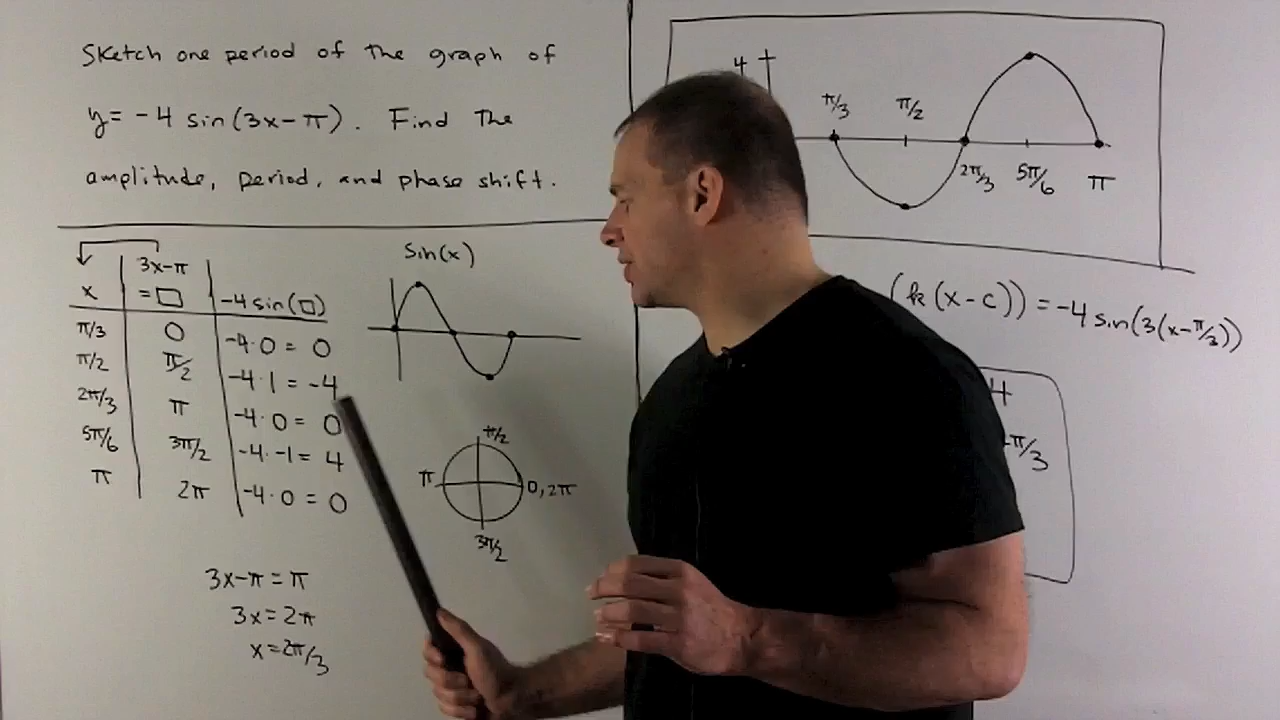 Sketch one period of the graph of
y = -4 sin(3x-π). Find the
amplitude, period, and phase shift.
4
π/3 π/2
2π/3 5π/6 π
3x-π
x =□ -4 sin(□)
π/3 0 -4·0 = 0
π/2 π/2 -4·1 = -4
2π/3 π -4·0 = 0
5π/6 3π/2 -4·-1 = 4
π 2π -4·0 = 0
3x-π = π
3x = 2π
x = 2π/3
Sin(x)
π/2
π 0, 2π
3π/2
(k(x-c)) = -4 sin(3(x-π/3))
4
π/3